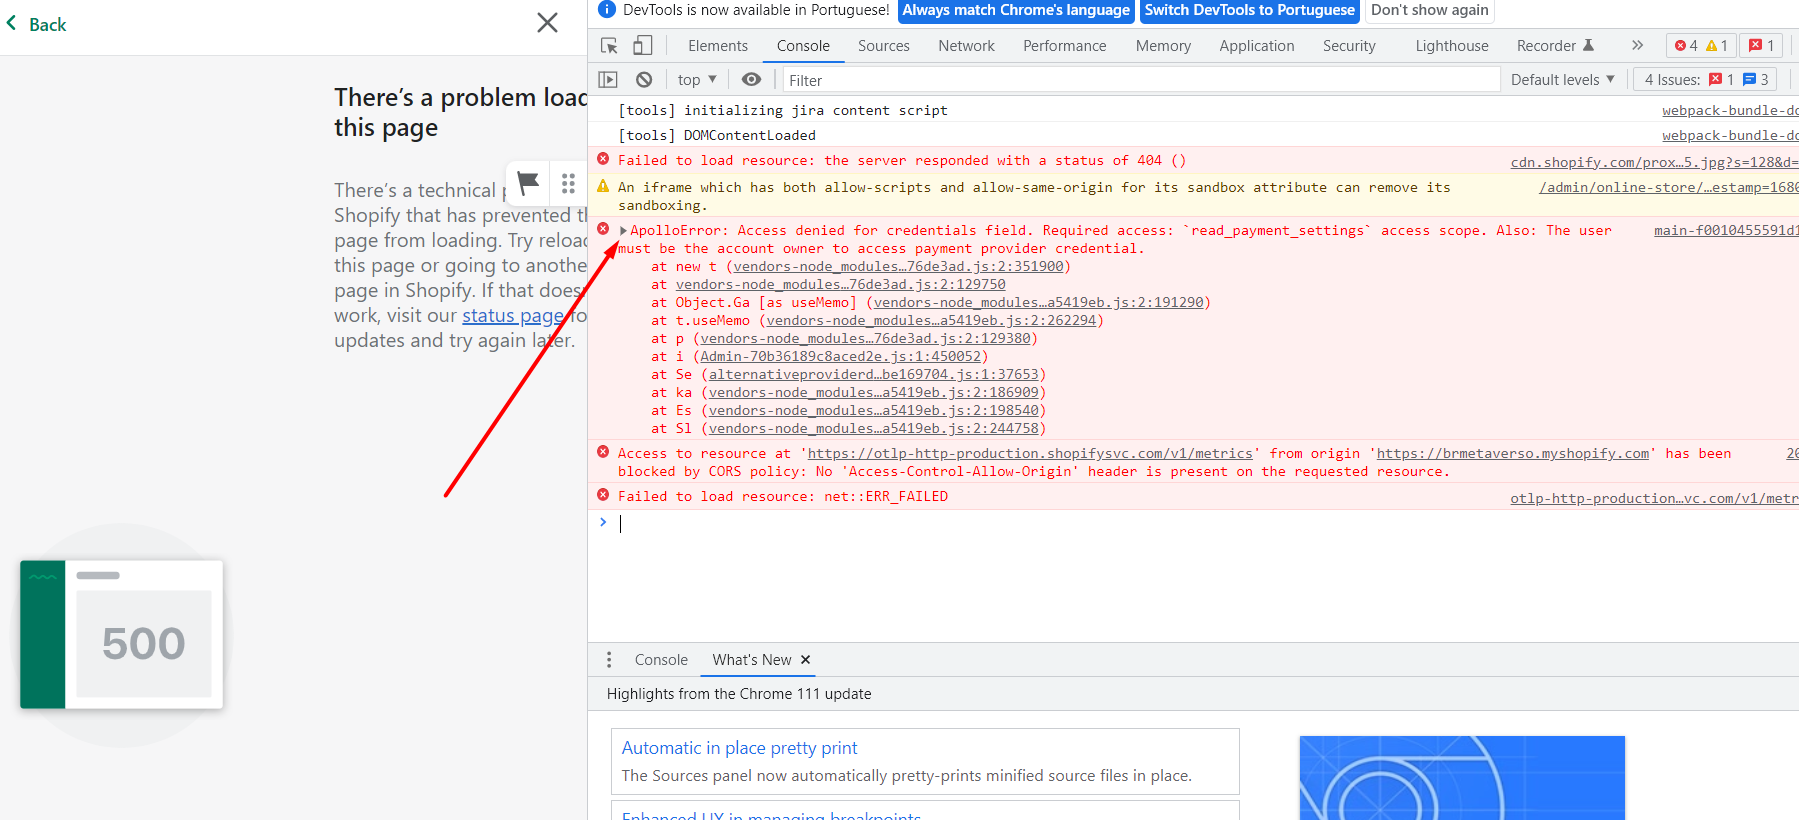 Back
There's a problem load
this page
There's a technical p
Shopify that has prevented t
page from loading. Try reloa
this page or going to anothe
page in Shopify. If that does
work, visit our status page fo
updates and try again later.
500
DevTools is now available in Portuguese! Always match Chrome's language Switch DevTools to Portuguese Don't show again
Elements Console Sources Network Performance Memory Application Security Lighthouse Recorder » 4 1 1
top ▼ Filter Default levels ▼ 4 Issues: 1 3
[tools] initializing jira content script webpack-bundle-do
[tools] DOMContentLoaded webpack-bundle-do
Failed to load resource: the server responded with a status of 404 () cdn.shopify.com/prox…5.jpg?s=128&d=
An iframe which has both allow-scripts and allow-same-origin for its sandbox attribute can remove its /admin/online-store/…estamp=1680
sandboxing.
ApolloError: Access denied for credentials field. Required access: `read_payment_settings` access scope. Also: The user main-f0010455591d1
must be the account owner to access payment provider credential.
at new t (vendors-node_modules…76de3ad.js:2:351900)
at vendors-node_modules…76de3ad.js:2:129750
at Object.Ga [as useMemo] (vendors-node_modules…a5419eb.js:2:191290)
at t.useMemo (vendors-node_modules…a5419eb.js:2:262294)
at p (vendors-node_modules…76de3ad.js:2:129380)
at i (Admin-70b36189c8aced2e.js:1:450052)
at Se (alternativeproviderd…be169704.js:1:37653)
at ka (vendors-node_modules…a5419eb.js:2:186909)
at Es (vendors-node_modules…a5419eb.js:2:198540)
at Sl (vendors-node_modules…a5419eb.js:2:244758)
Access to resource at 'https://otlp-http-production.shopifysvc.com/v1/metrics' from origin 'https://brmetaverso.myshopify.com' has been 20
blocked by CORS policy: No 'Access-Control-Allow-Origin' header is present on the requested resource.
Failed to load resource: net::ERR_FAILED otlp-http-production…vc.com/v1/metr
Console What's New ×
Highlights from the Chrome 111 update
Automatic in place pretty print
The Sources panel now automatically pretty-prints minified source files in place.
Enhanced UX in managing breakpoints